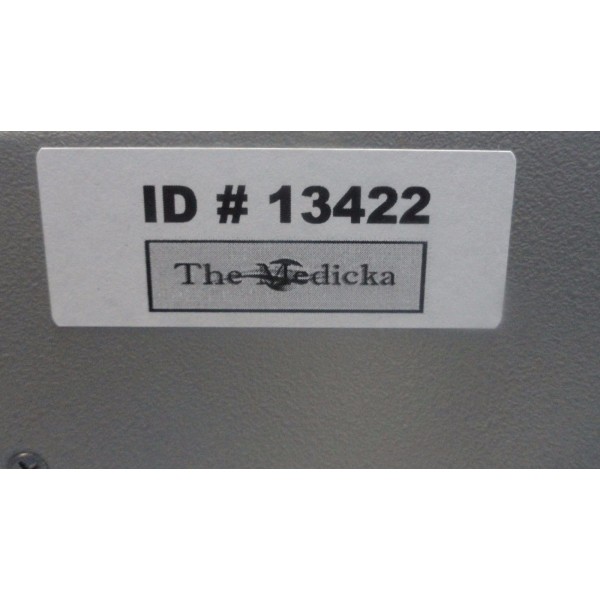 ID # 13422
The Medicka